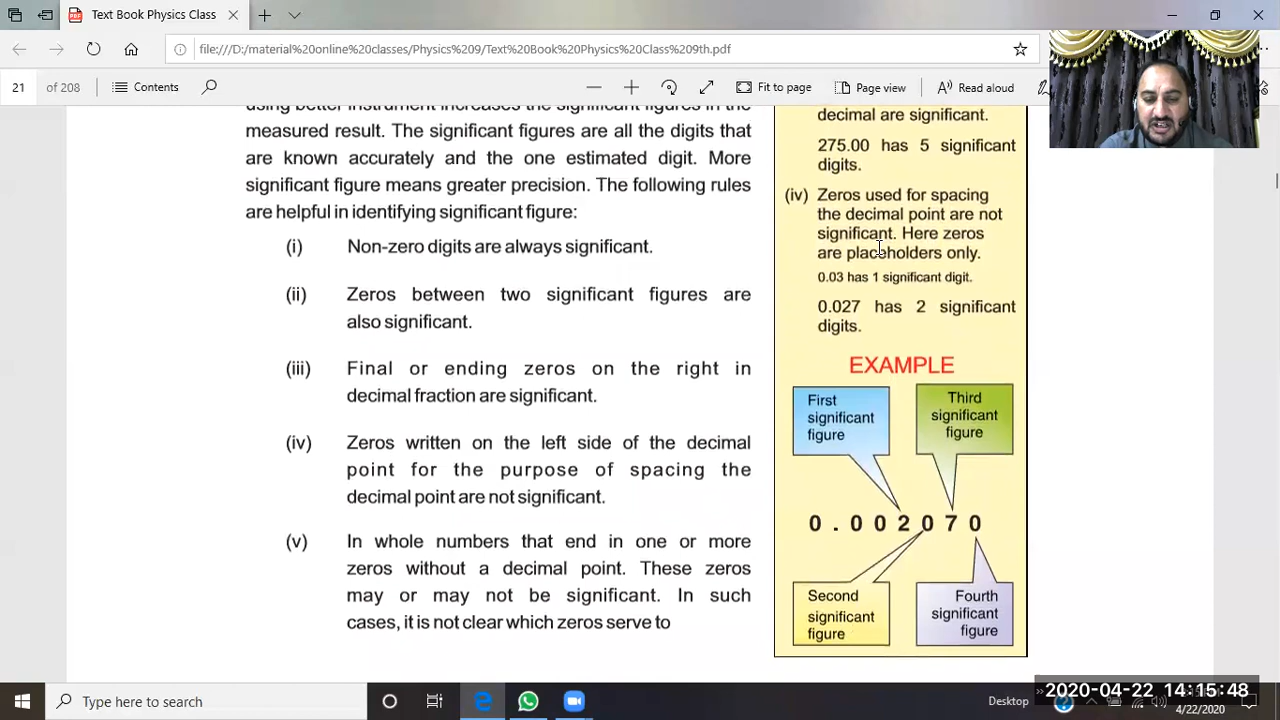 Text Book Physics Class
file:///D:/material%20online%20classes/Physics%209/Text%20Book%20Physics%20Class%209th.pdf
21 of 208
Contents
Fit to page
Page view
Read aloud
using better instrument increases the significant figures in the
measured result. The significant figures are all the digits that
are known accurately and the one estimated digit. More
significant figure means greater precision. The following rules
are helpful in identifying significant figure:
(i) Non-zero digits are always significant.
(ii) Zeros between two significant figures are
also significant.
(iii) Final or ending zeros on the right in
decimal fraction are significant.
(iv) Zeros written on the left side of the decimal
point for the purpose of spacing the
decimal point are not significant.
(v) In whole numbers that end in one or more
zeros without a decimal point. These zeros
may or may not be significant. In such
cases, it is not clear which zeros serve to
decimal are significant.
275.00 has 5 significant
digits.
(iv) Zeros used for spacing
the decimal point are not
significant. Here zeros
are placeholders only.
0.03 has 1 significant digit.
0.027 has 2 significant
digits.
EXAMPLE
First
significant
figure
Third
significant
figure
0.002070
Second
significant
figure
Fourth
significant
figure
Type here to search
Desktop
2020-04-22 14:15:48
4/22/2020